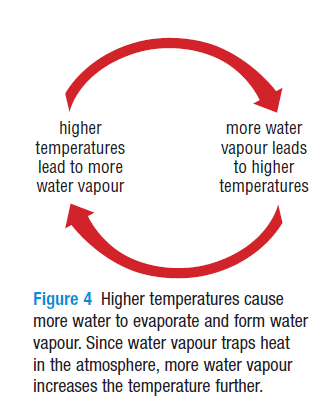 higher
temperatures
lead to more
water vapour
more water
vapour leads
to higher
temperatures
Figure 4 Higher temperatures cause
more water to evaporate and form water
vapour. Since water vapour traps heat
in the atmosphere, more water vapour
increases the temperature further.